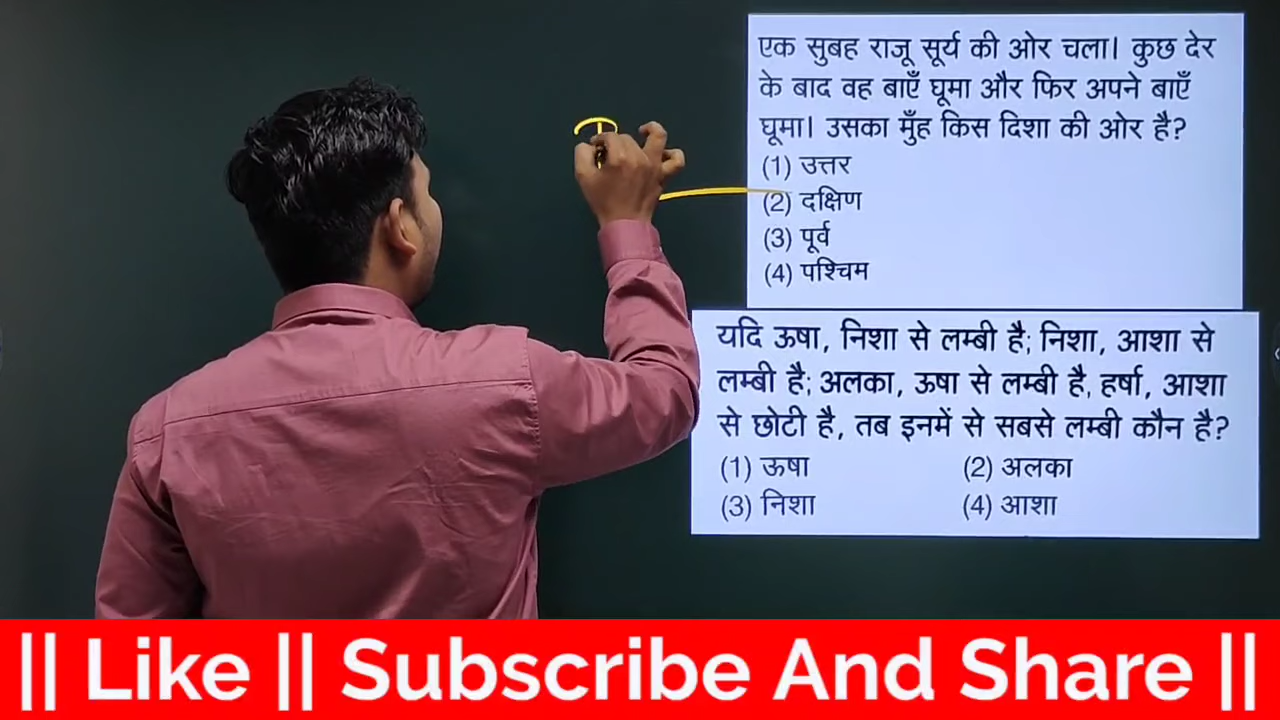 एक सुबह राजू सूर्य की ओर चला। कुछ देर
के बाद वह बाएँ घूमा और फिर अपने बाएँ
घूमा। उसका मुँह किस दिशा की ओर है?
(1) उत्तर
(2) दक्षिण
(3) पूर्व
(4) पश्चिम
यदि ऊषा, निशा से लम्बी है; निशा, आशा से
लम्बी है; अलका, ऊषा से लम्बी है, हर्षा, आशा
से छोटी है, तब इनमें से सबसे लम्बी कौन है?
(1) ऊषा (2) अलका
(3) निशा (4) आशा
|| Like || Subscribe And Share ||